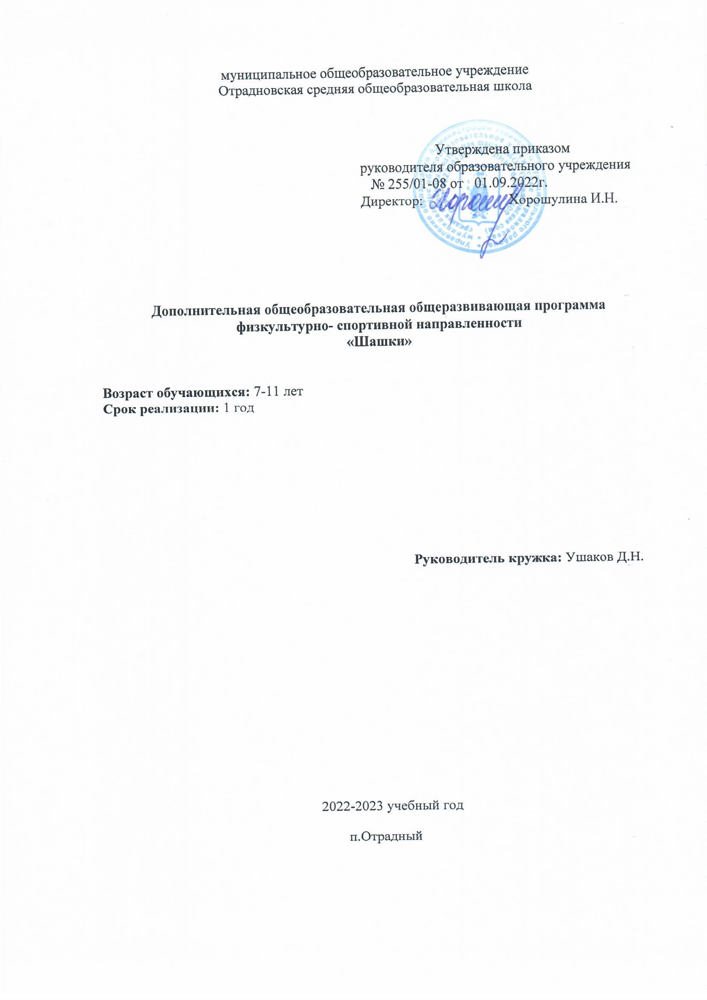 муниципальное общеобразовательное учреждение
Отрадновская средняя общеобразовательная школа
Утверждена приказом
руководителя образовательного учреждения
№ 255/01-08 от 01.09.2022г.
Директор: Хорошулина И.Н.
Дополнительная общеобразовательная общеразвивающая программа
физкультурно- спортивной направленности
«Шашки»
Возраст обучающихся: 7-11 лет
Срок реализации: 1 год
Руководитель кружка: Ушаков Д.Н.
2022-2023 учебный год
п.Отрадный